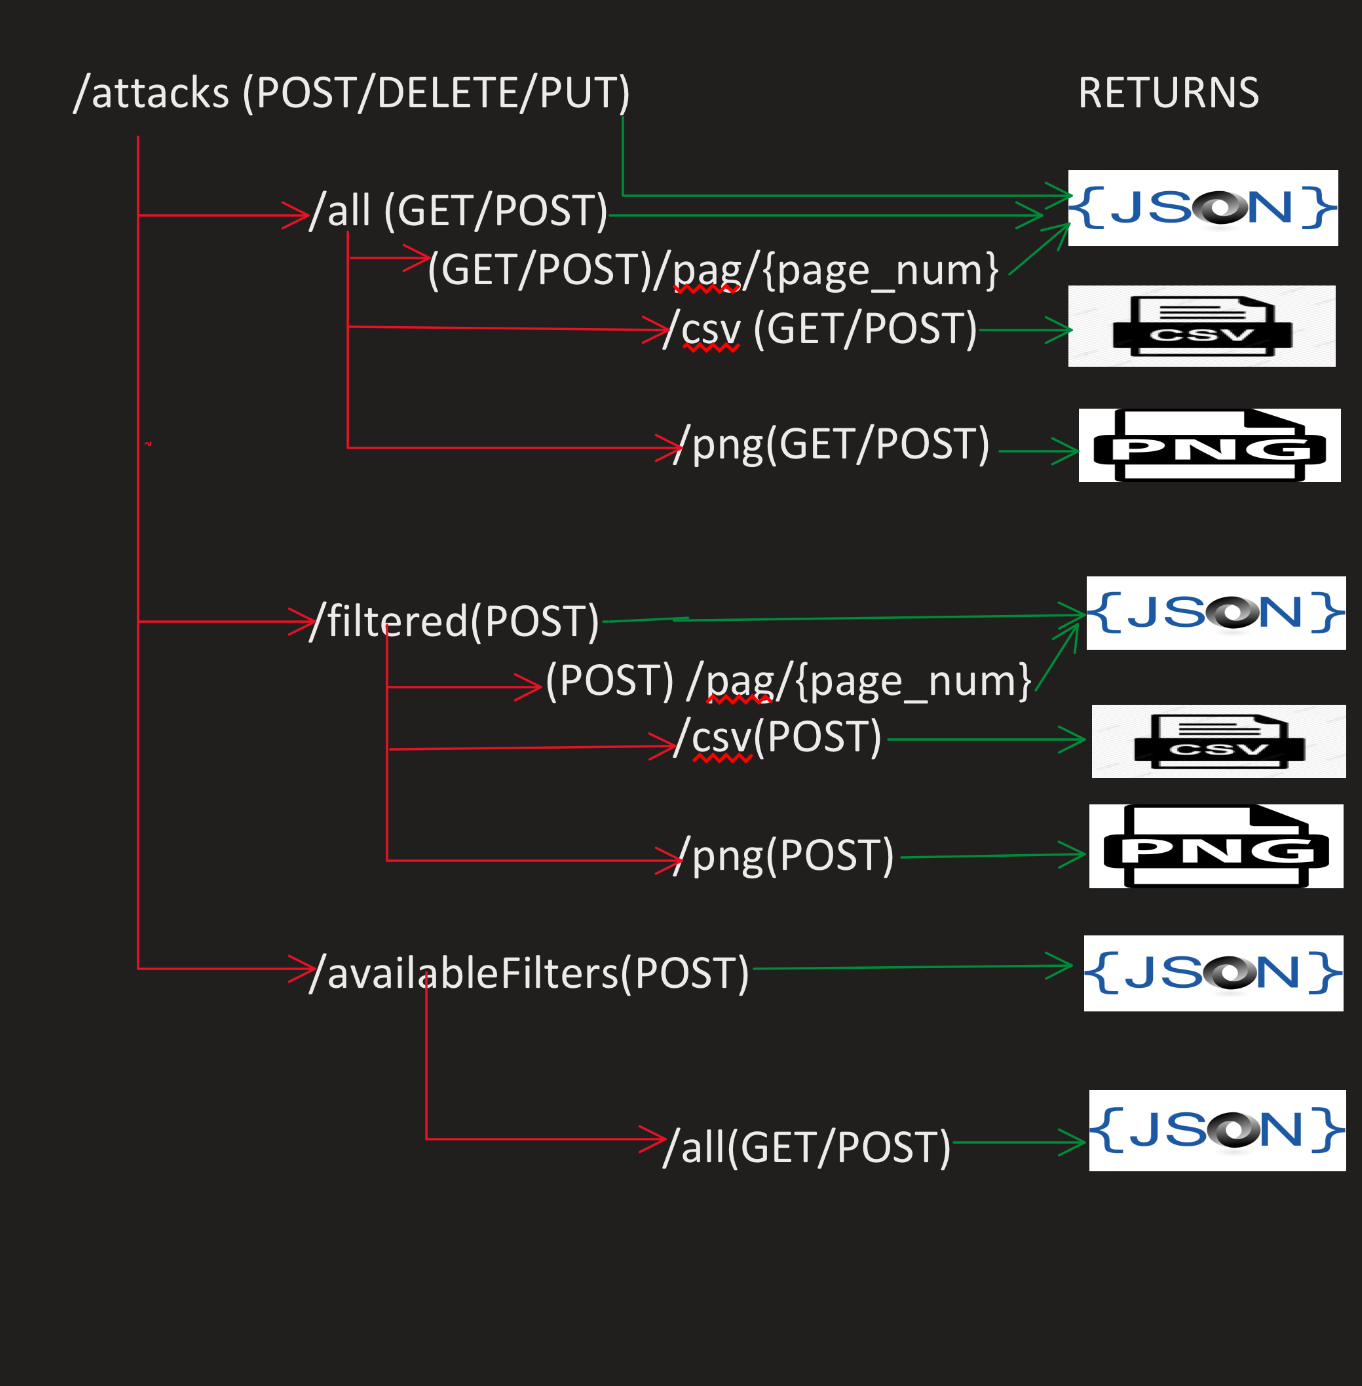 /attacks (POST/DELETE/PUT)
RETURNS
/all (GET/POST)
{JSON}
(GET/POST)/pag/{page_num}
/csv (GET/POST)
CSV
/png(GET/POST)
PNG
/filtered(POST)
{JSON}
(POST) /pag/{page_num}
/csv(POST)
CSV
/png(POST)
PNG
/availableFilters(POST)
{JSON}
/all(GET/POST)
{JSON}